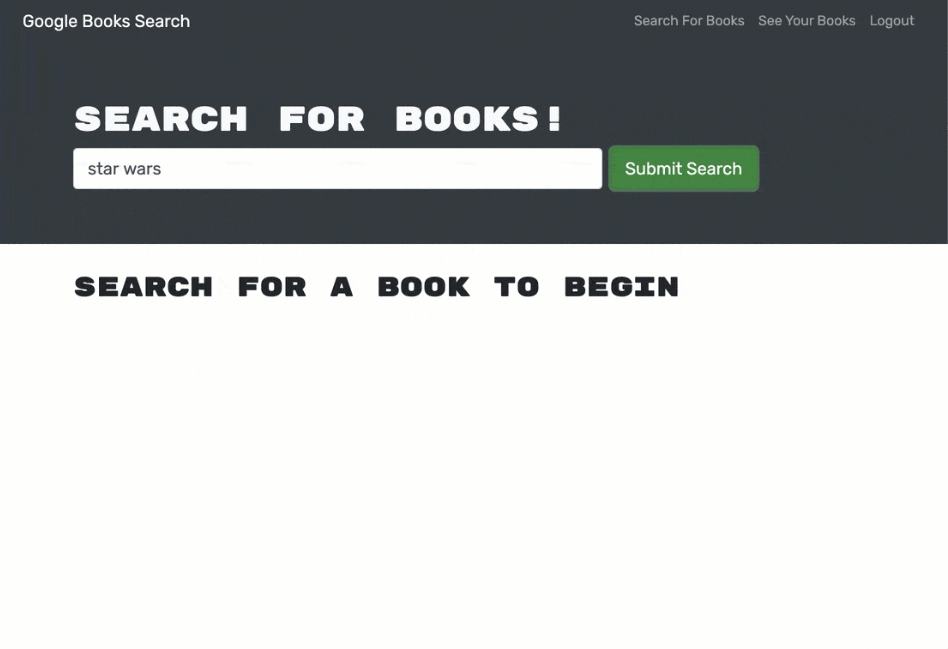 Google Books Search Search For Books See Your Books Logout
SEARCH FOR BOOKS!
star wars Submit Search
SEARCH FOR A BOOK TO BEGIN